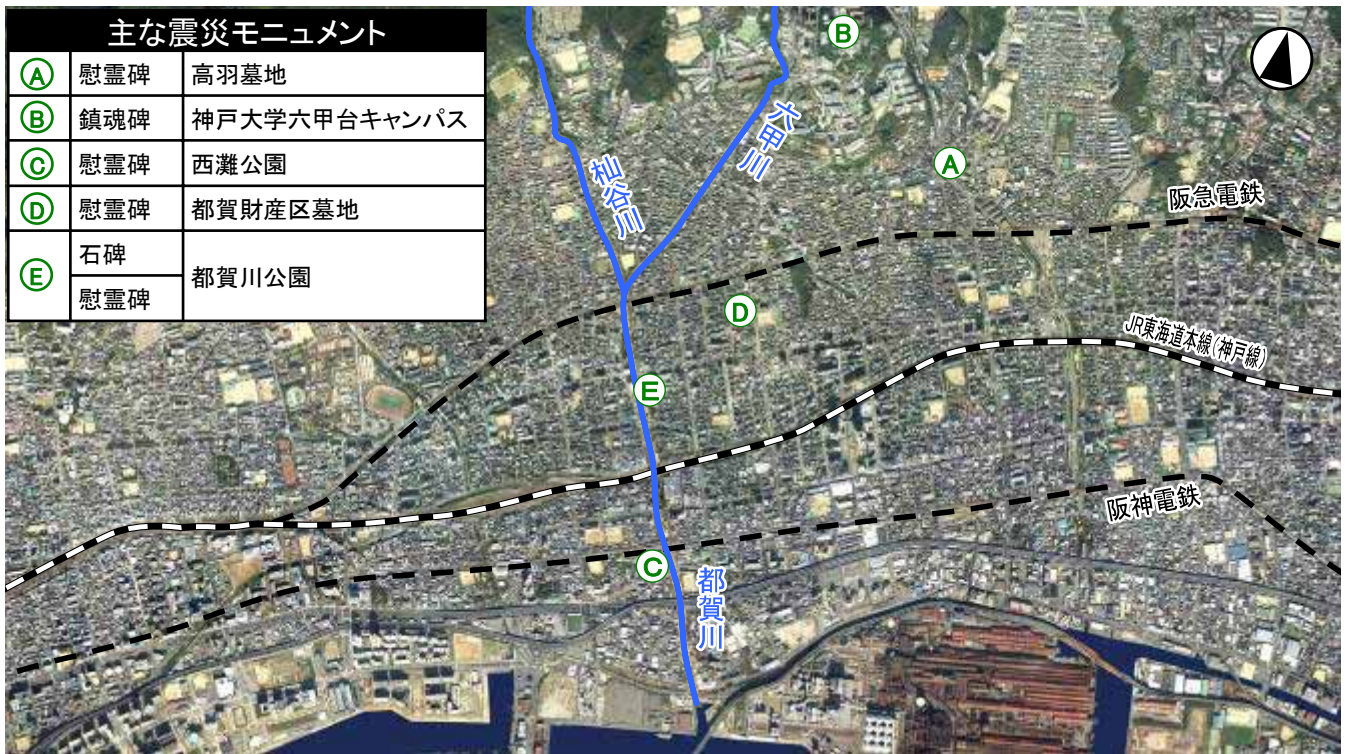 主な震災モニュメント
A 慰霊碑 高羽墓地
B 鎮魂碑 神戸大学六甲台キャンパス
C 慰霊碑 西灘公園
D 慰霊碑 都賀財産区墓地
E 石碑 都賀川公園
慰霊碑
B
六甲川
A
杣谷川
阪急電鉄
D
JR東海道本線(神戸線)
E
阪神電鉄
C
都賀川